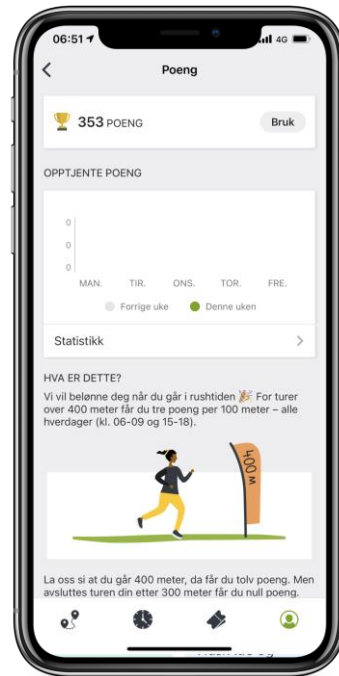 06:51 4G
Poeng
353 POENG Bruk
OPPTJENTE POENG
0
0
0
MAN. TIR. ONS. TOR. FRE.
Forrige uke Denne uken
Statistikk
HVA ER DETTE?
Vi vil belønne deg når du går i rushtiden 🎉 For turer
over 400 meter får du tre poeng per 100 meter – alle
hverdager (kl. 06-09 og 15-18).
400 M
La oss si at du går 400 meter, da får du tolv poeng. Men
avsluttes turen din etter 300 meter får du null poeng.